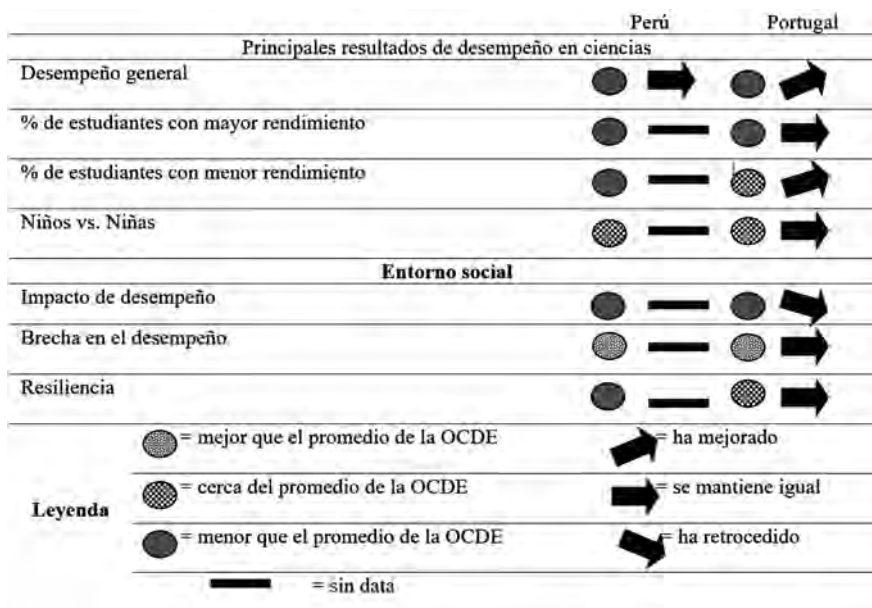 Perú Portugal
Principales resultados de desempeño en ciencias
Desempeño general
% de estudiantes con mayor rendimiento
% de estudiantes con menor rendimiento
Niños vs. Niñas
Entorno social
Impacto de desempeño
Brecha en el desempeño
Resiliencia
= mejor que el promedio de la OCDE = ha mejorado
Leyenda = cerca del promedio de la OCDE = se mantiene igual
= menor que el promedio de la OCDE = ha retrocedido
= sin data